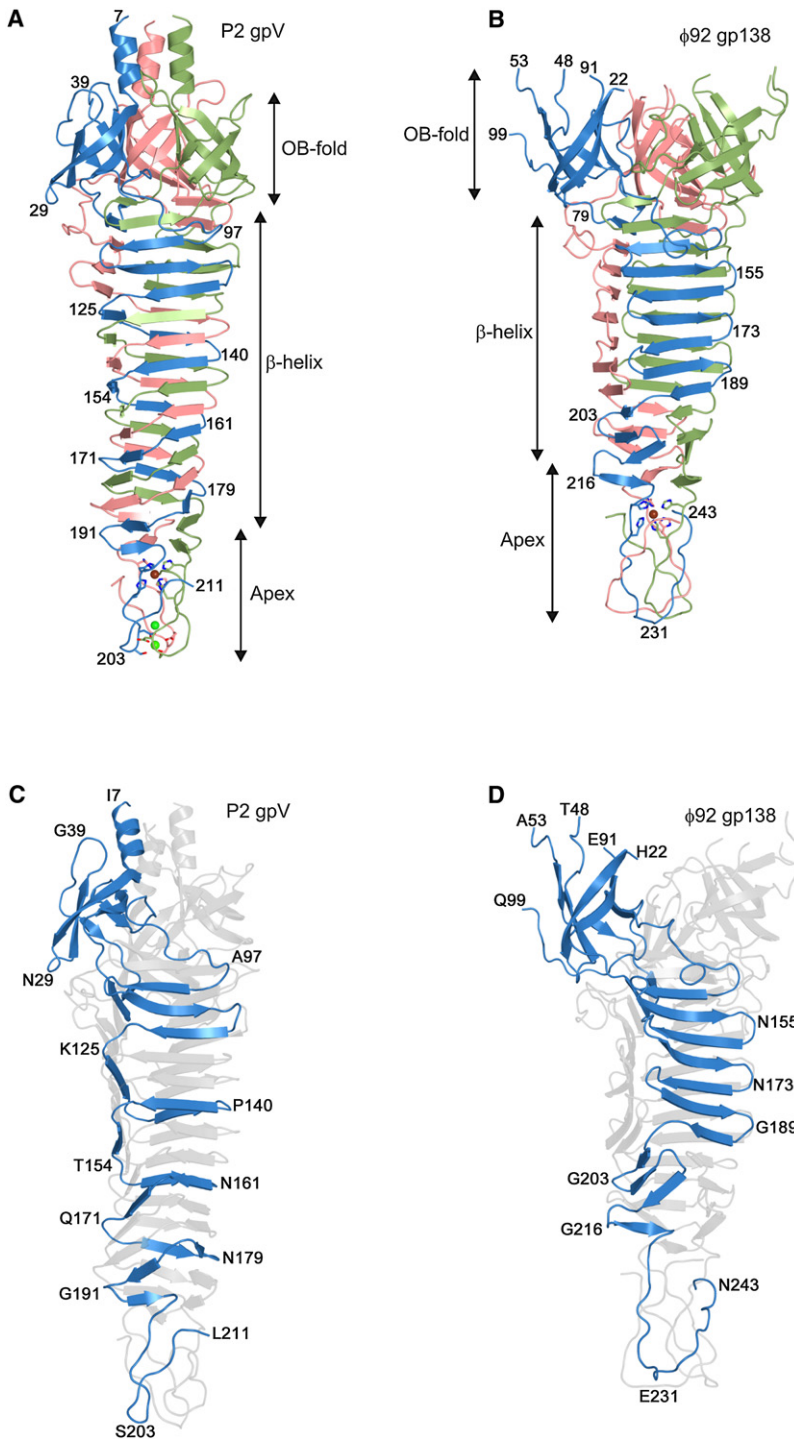 A
P2 gpV
7
39
OB-fold
29
97
125
β-helix
140
154
161
171
179
191
211
Apex
203
B
ϕ92 gp138
53
48
91
22
OB-fold
99
79
155
β-helix
173
189
203
216
243
Apex
231
C
P2 gpV
I7
G39
N29
A97
K125
P140
T154
N161
Q171
N179
G191
L211
S203
D
ϕ92 gp138
A53
T48
E91
H22
Q99
N155
N173
G189
G203
G216
N243
E231